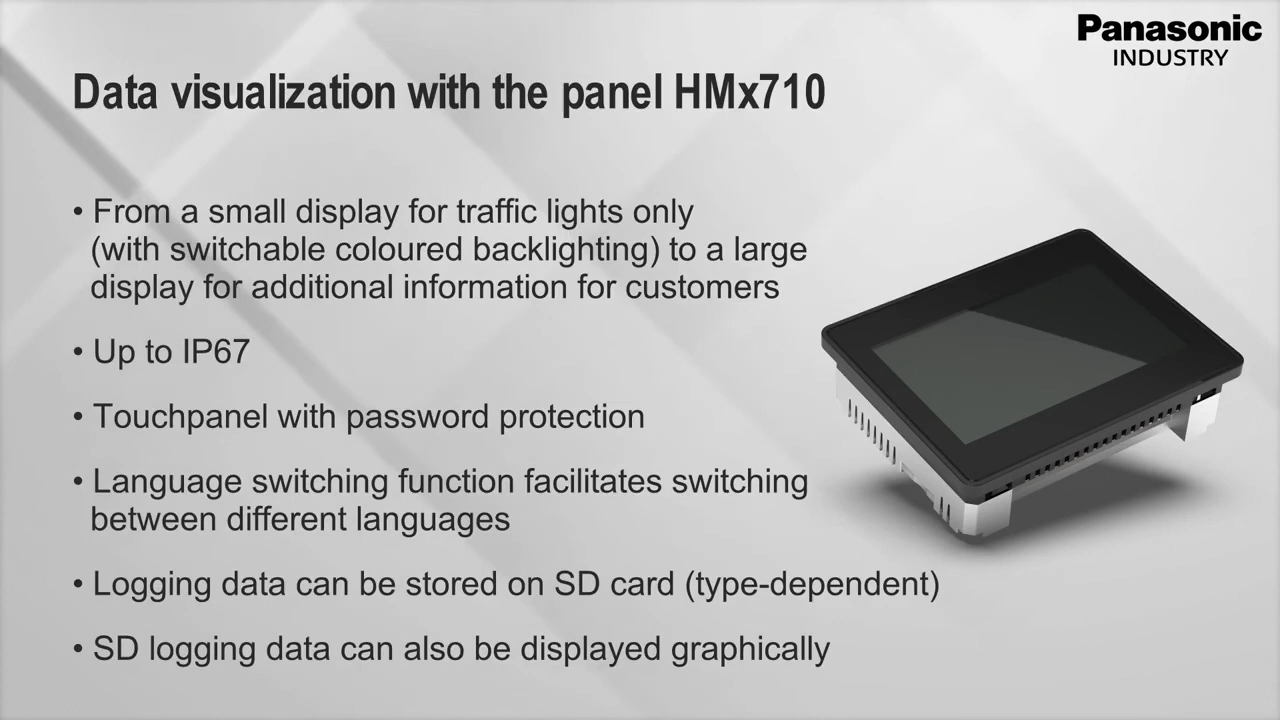 Panasonic
INDUSTRY
Data visualization with the panel HMx710
• From a small display for traffic lights only
(with switchable coloured backlighting) to a large
display for additional information for customers
• Up to IP67
• Touchpanel with password protection
• Language switching function facilitates switching
between different languages
• Logging data can be stored on SD card (type-dependent)
• SD logging data can also be displayed graphically